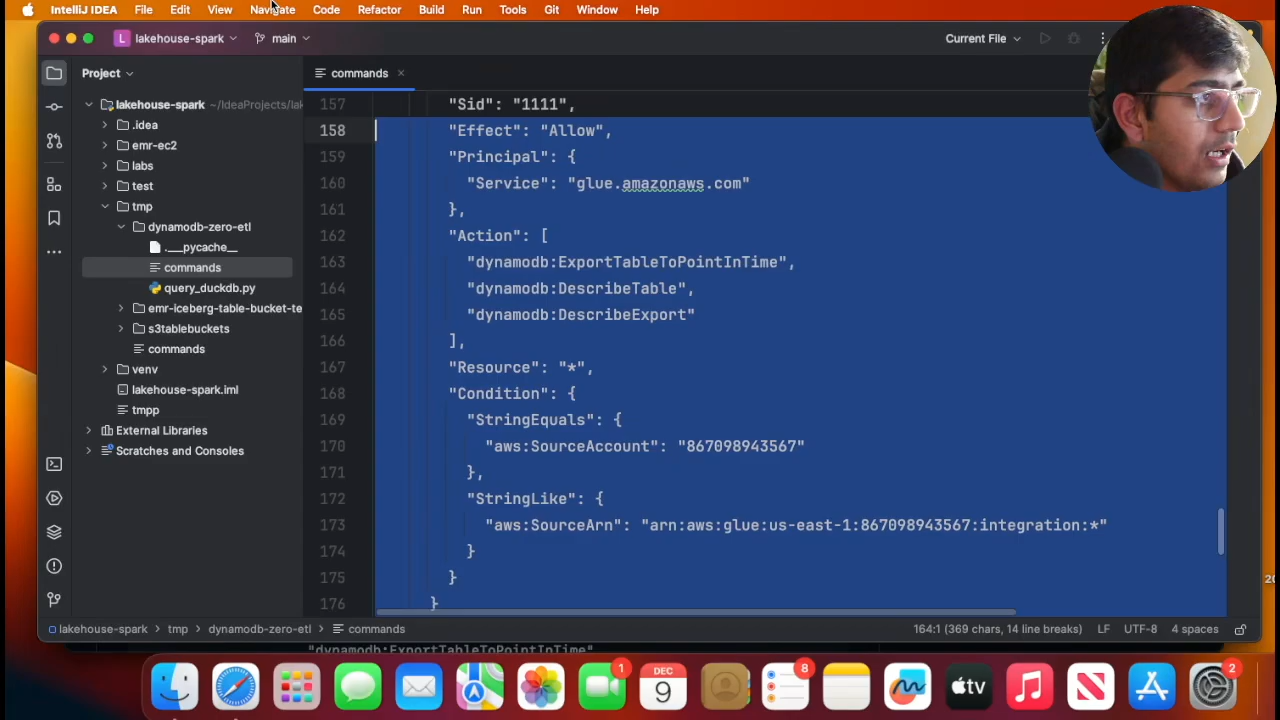 IntelliJ IDEA File Edit View Navigate Code Refactor Build Run Tools Git Window Help
L lakehouse-spark main Current File
Project commands
lakehouse-spark ~/IdeaProjects/lak
.idea
emr-ec2
labs
test
tmp
dynamodb-zero-etl
.___pycache__
commands
query_duckdb.py
emr-iceberg-table-bucket-te
s3tablebuckets
commands
venv
lakehouse-spark.iml
tmpp
External Libraries
Scratches and Consoles
157 "Sid": "1111",
158 "Effect": "Allow",
159 "Principal": {
160 "Service": "glue.amazonaws.com"
161 },
162 "Action": [
163 "dynamodb:ExportTableToPointInTime",
164 "dynamodb:DescribeTable",
165 "dynamodb:DescribeExport"
166 ],
167 "Resource": "*",
168 "Condition": {
169 "StringEquals": {
170 "aws:SourceAccount": "867098943567"
171 },
172 "StringLike": {
173 "aws:SourceArn": "arn:aws:glue:us-east-1:867098943567:integration:*"
174 }
175 }
176 }
lakehouse-spark > tmp > dynamodb-zero-etl > commands 164:1 (369 chars, 14 line breaks) LF UTF-8 4 spaces
"dynamodb:ExportTableToPointInTime"
20
1
DEC
9
8
tv
2